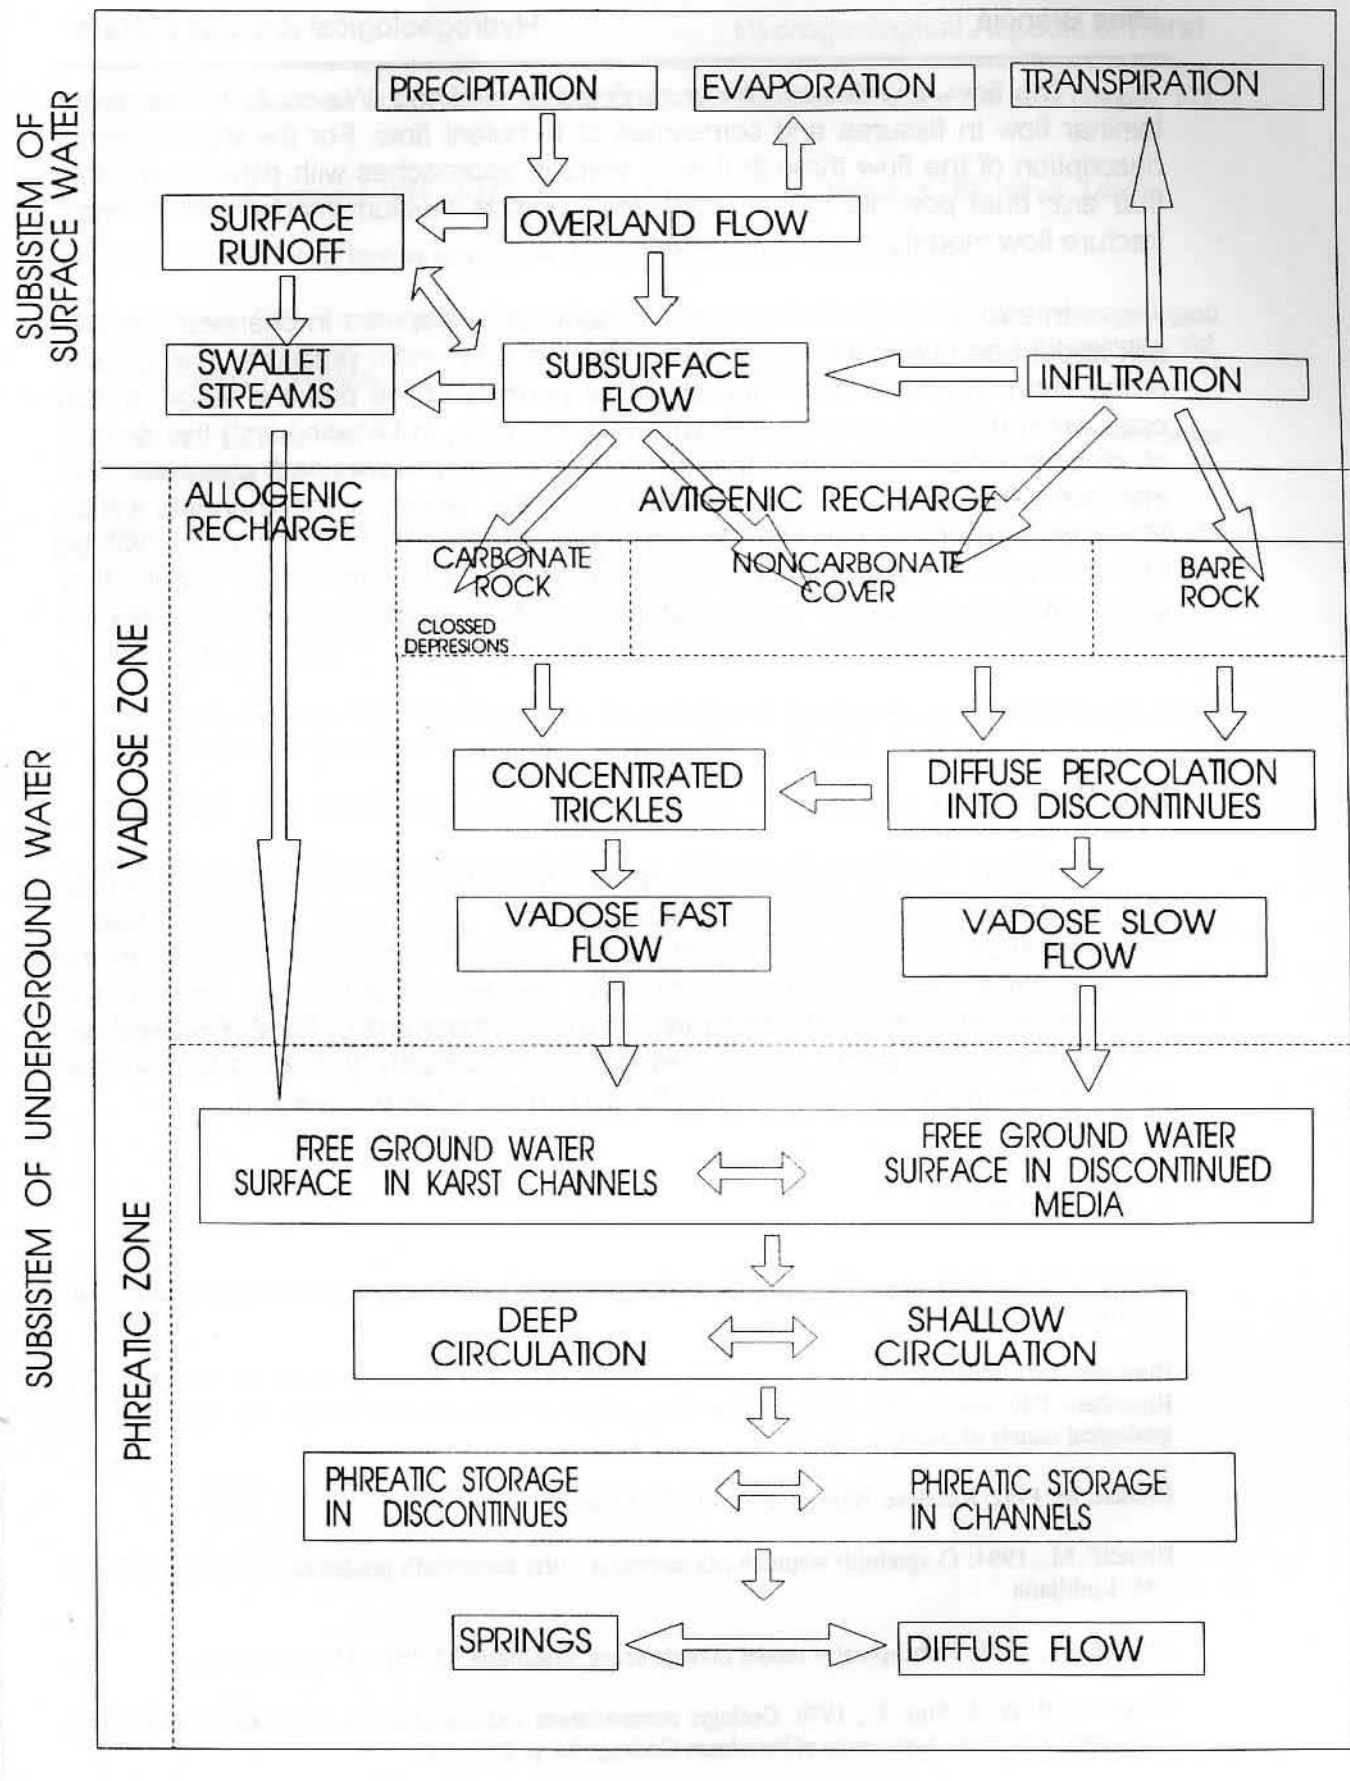 SUBSISTEM OF
SURFACE WATER
PRECIPITATION
EVAPORATION
TRANSPIRATION
SURFACE
RUNOFF
OVERLAND FLOW
SWALLET
STREAMS
SUBSURFACE
FLOW
INFILTRATION
SUBSISTEM OF UNDERGROUND WATER
VADOSE ZONE
ALLOGENIC
RECHARGE
AVTIGENIC RECHARGE
CARBONATE
ROCK
CLOSSED
DEPRESIONS
NONCARBONATE
COVER
BARE
ROCK
CONCENTRATED
TRICKLES
DIFFUSE PERCOLATION
INTO DISCONTINUES
VADOSE FAST
FLOW
VADOSE SLOW
FLOW
PHREATIC ZONE
FREE GROUND WATER
SURFACE IN KARST CHANNELS
FREE GROUND WATER
SURFACE IN DISCONTINUED
MEDIA
DEEP
CIRCULATION
SHALLOW
CIRCULATION
PHREATIC STORAGE
IN DISCONTINUES
PHREATIC STORAGE
IN CHANNELS
SPRINGS
DIFFUSE FLOW